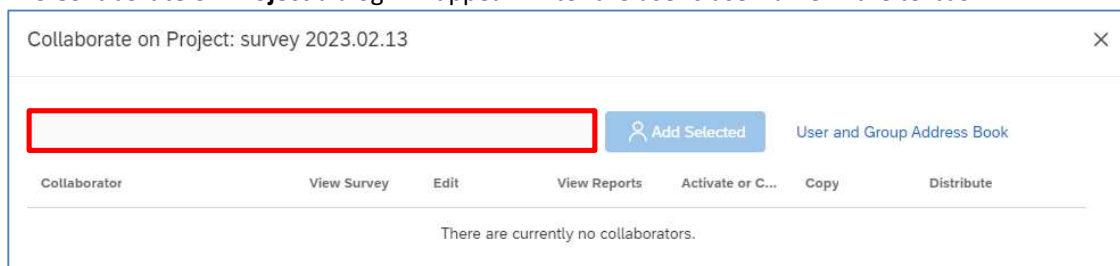 Collaborate on Project: survey 2023.02.13
Add Selected
User and Group Address Book
Collaborator View Survey Edit View Reports Activate or C... Copy Distribute
There are currently no collaborators.